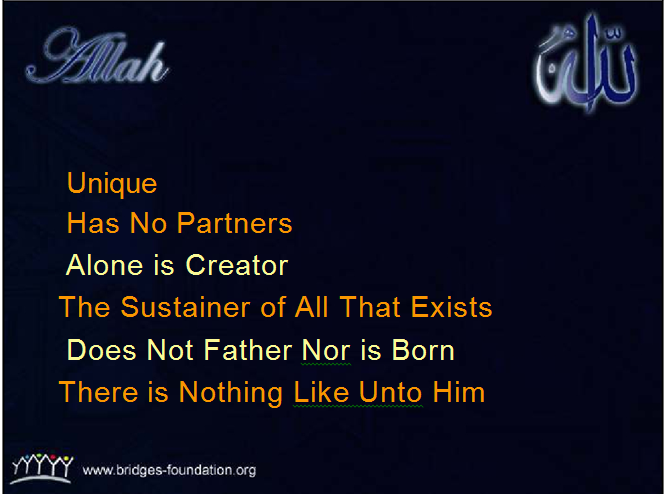 Allah
الله
Unique
Has No Partners
Alone is Creator
The Sustainer of All That Exists
Does Not Father Nor is Born
There is Nothing Like Unto Him
www.bridges-foundation.org